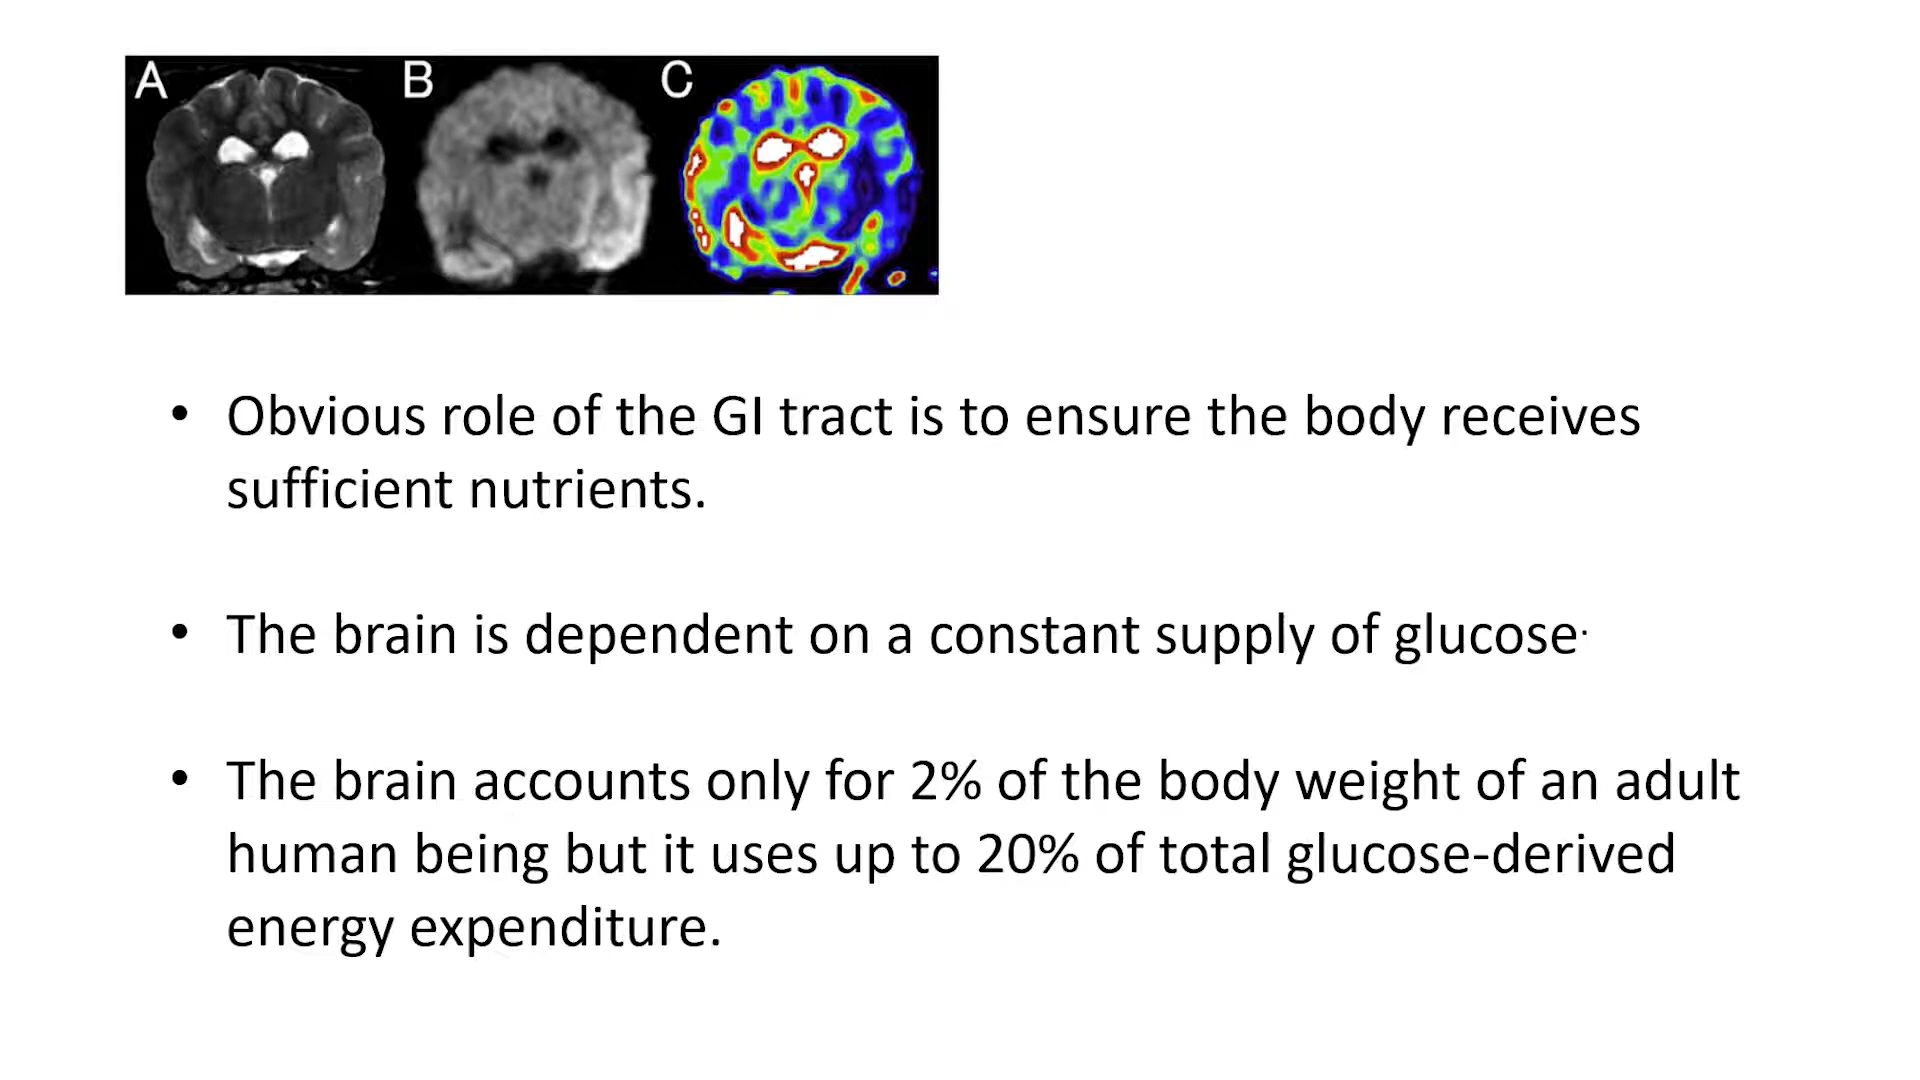 A B C
• Obvious role of the GI tract is to ensure the body receives
sufficient nutrients.
• The brain is dependent on a constant supply of glucose.
• The brain accounts only for 2% of the body weight of an adult
human being but it uses up to 20% of total glucose-derived
energy expenditure.